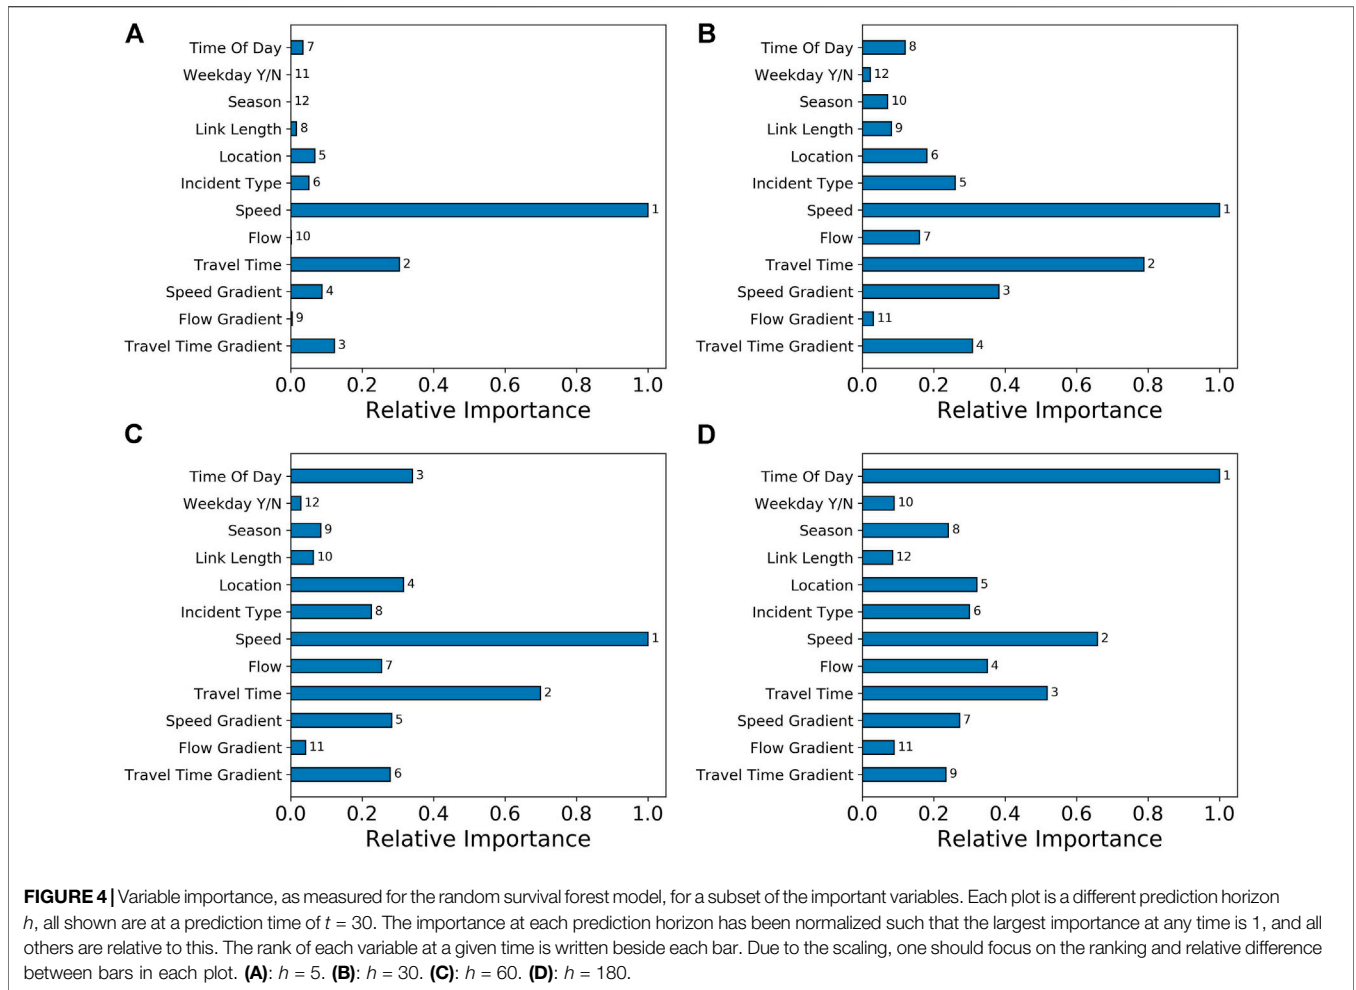 A
Time Of Day 7
Weekday Y/N 11
Season 12
Link Length 8
Location 5
Incident Type 6
Speed 1
Flow 10
Travel Time 2
Speed Gradient 4
Flow Gradient 9
Travel Time Gradient 3
0.0 0.2 0.4 0.6 0.8 1.0
Relative Importance
B
Time Of Day 8
Weekday Y/N 12
Season 10
Link Length 9
Location 6
Incident Type 5
Speed 1
Flow 7
Travel Time 2
Speed Gradient 3
Flow Gradient 11
Travel Time Gradient 4
0.0 0.2 0.4 0.6 0.8 1.0
Relative Importance
C
Time Of Day 3
Weekday Y/N 12
Season 9
Link Length 10
Location 4
Incident Type 8
Speed 1
Flow 7
Travel Time 2
Speed Gradient 5
Flow Gradient 11
Travel Time Gradient 6
0.0 0.2 0.4 0.6 0.8 1.0
Relative Importance
D
Time Of Day 1
Weekday Y/N 10
Season 8
Link Length 12
Location 5
Incident Type 6
Speed 2
Flow 4
Travel Time 3
Speed Gradient 7
Flow Gradient 11
Travel Time Gradient 9
0.0 0.2 0.4 0.6 0.8 1.0
Relative Importance
FIGURE 4 | Variable importance, as measured for the random survival forest model, for a subset of the important variables. Each plot is a different prediction horizon
h, all shown are at a prediction time of t = 30. The importance at each prediction horizon has been normalized such that the largest importance at any time is 1, and all
others are relative to this. The rank of each variable at a given time is written beside each bar. Due to the scaling, one should focus on the ranking and relative difference
between bars in each plot. (A): h = 5. (B): h = 30. (C): h = 60. (D): h = 180.